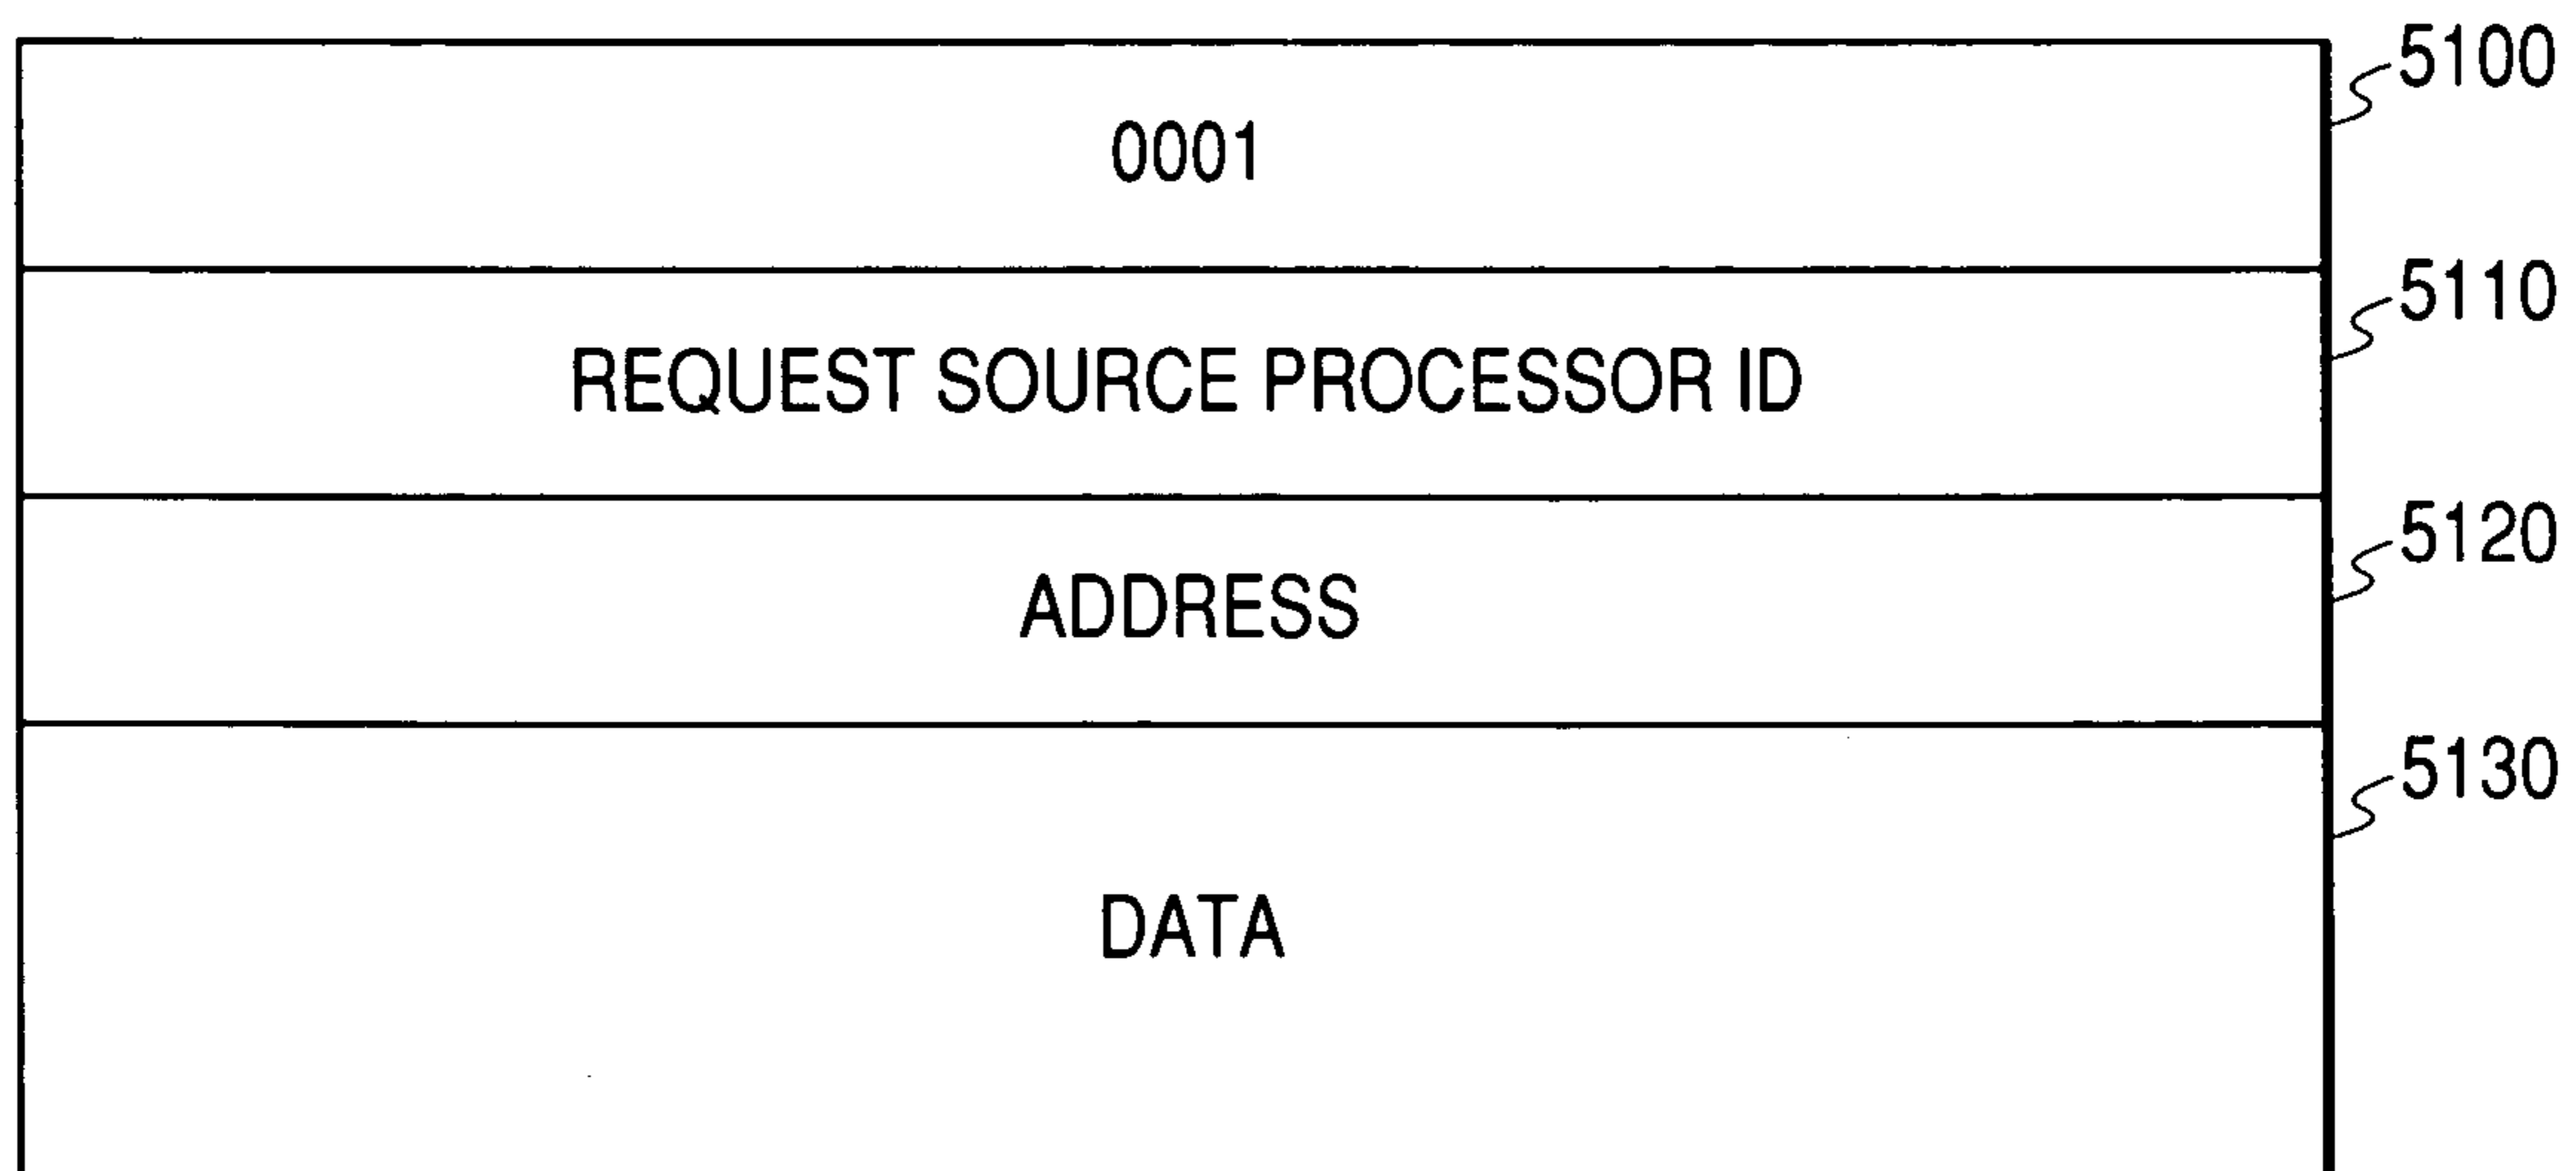 5100
0001
5110
REQUEST SOURCE PROCESSOR ID
5120
ADDRESS
5130
DATA